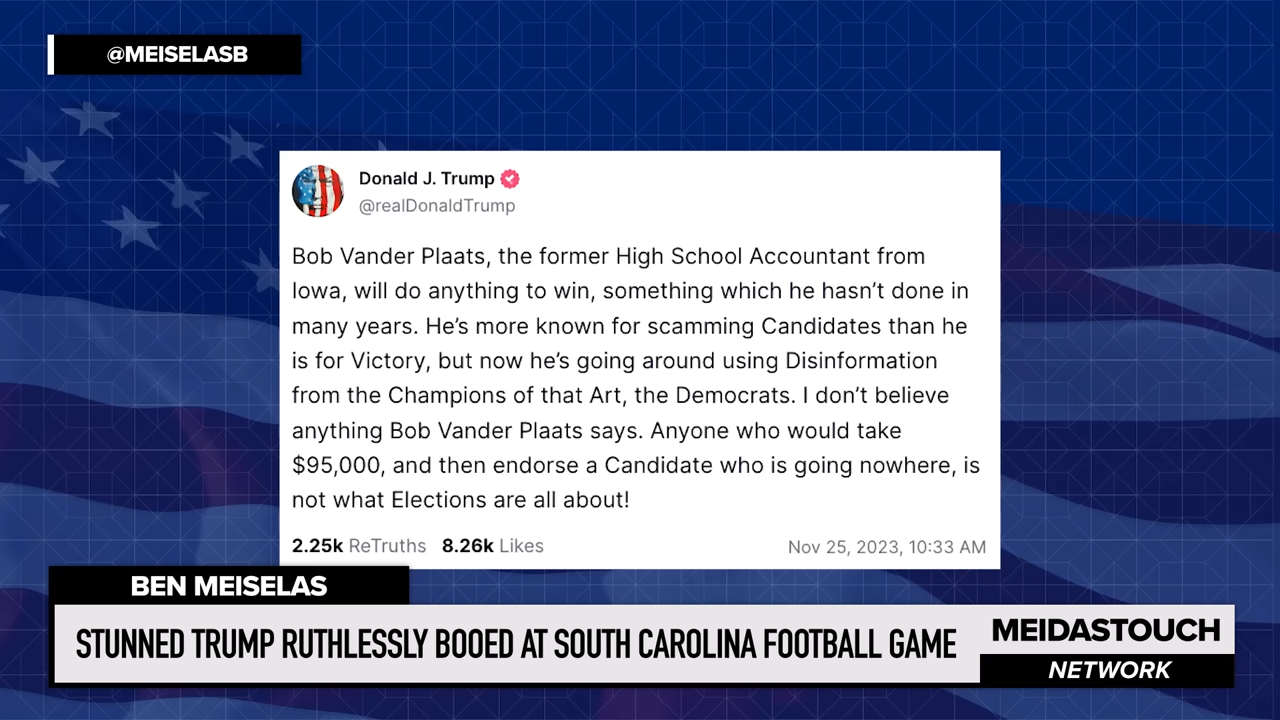 @MEISELASB
Donald J. Trump
@realDonaldTrump
Bob Vander Plaats, the former High School Accountant from
Iowa, will do anything to win, something which he hasn't done in
many years. He's more known for scamming Candidates than he
is for Victory, but now he's going around using Disinformation
from the Champions of that Art, the Democrats. I don't believe
anything Bob Vander Plaats says. Anyone who would take
$95,000, and then endorse a Candidate who is going nowhere, is
not what Elections are all about!
2.25k ReTruths 8.26k Likes Nov 25, 2023, 10:33 AM
BEN MEISELAS
STUNNED TRUMP RUTHLESSLY BOOED AT SOUTH CAROLINA FOOTBALL GAME
MEIDASTOUCH
NETWORK